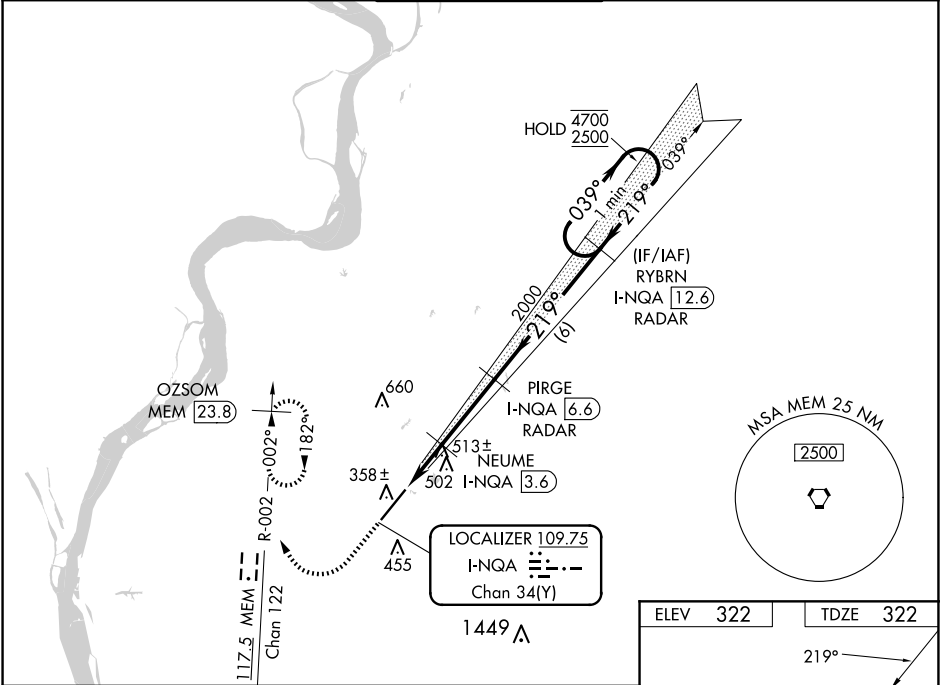 HOLD 4700
2500
039°
1 min
219°
039°
(IF/IAF)
RYBRN
I-NQA 12.6
RADAR
2000
219°
(6)
PIRGE
I-NQA 6.6
RADAR
OZSOM
MEM 23.8
660
002°
182°
513±
NEUME
I-NQA 3.6
502
358±
455
R-002
117.5 MEM
Chan 122
LOCALIZER 109.75
I-NQA
Chan 34(Y)
1449
MSA MEM 25 NM
2500
ELEV 322
TDZE 322
219°